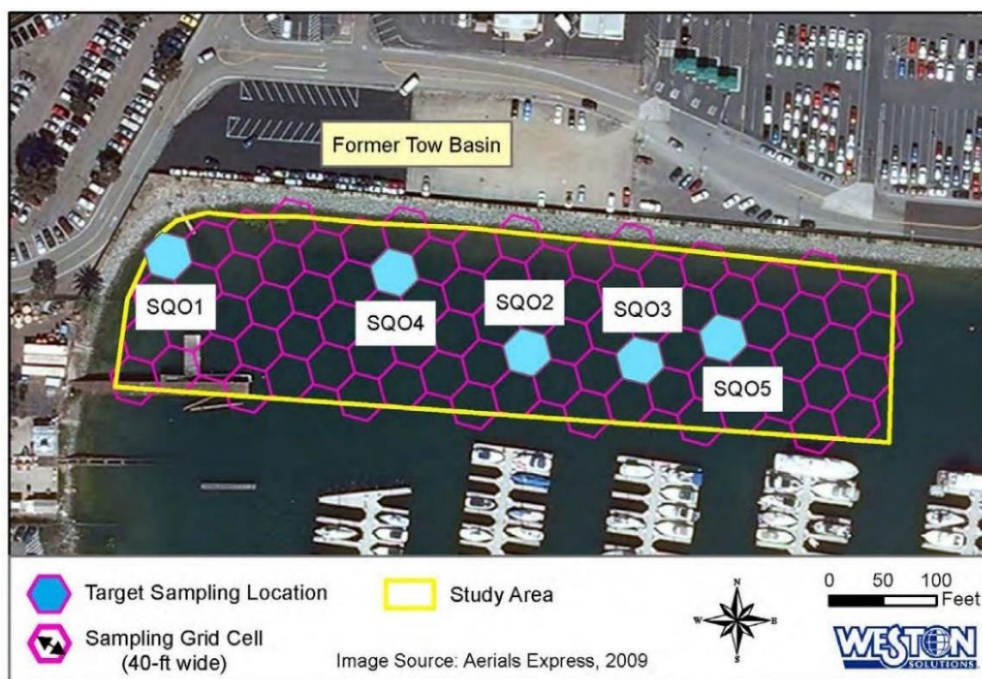 Former Tow Basin
SQO1
SQO4
SQO2
SQO3
SQO5
Target Sampling Location
Study Area
Sampling Grid Cell
(40-ft wide)
Image Source: Aerials Express, 2009
N
W
E
S
0 50 100
Feet
WESTON
SOLUTIONS